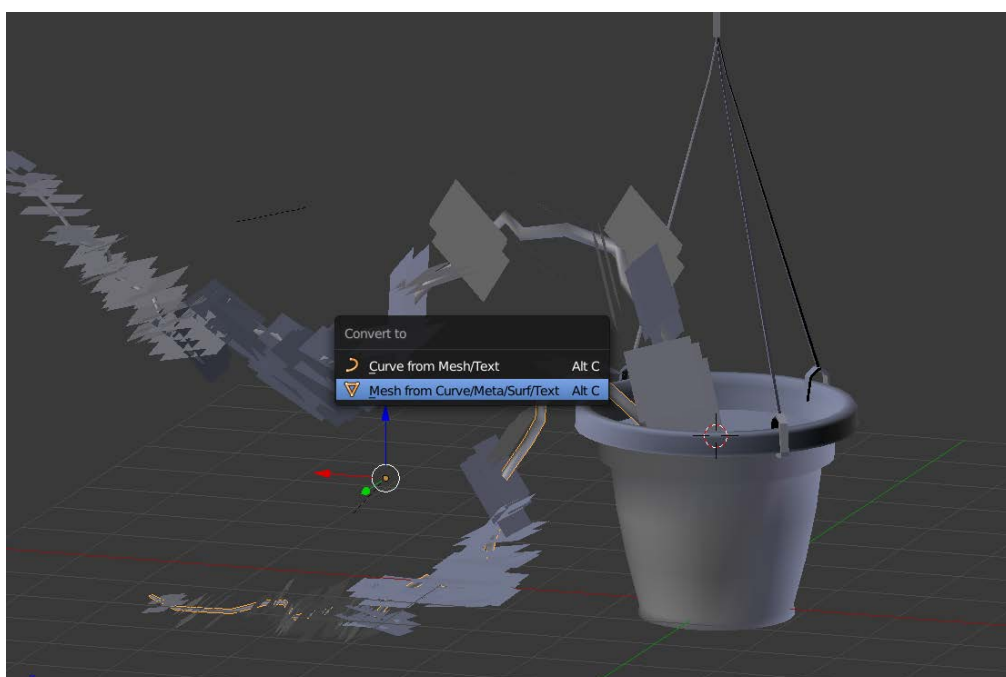 Convert to
Curve from Mesh/Text Alt C
Mesh from Curve/Meta/Surf/Text Alt C